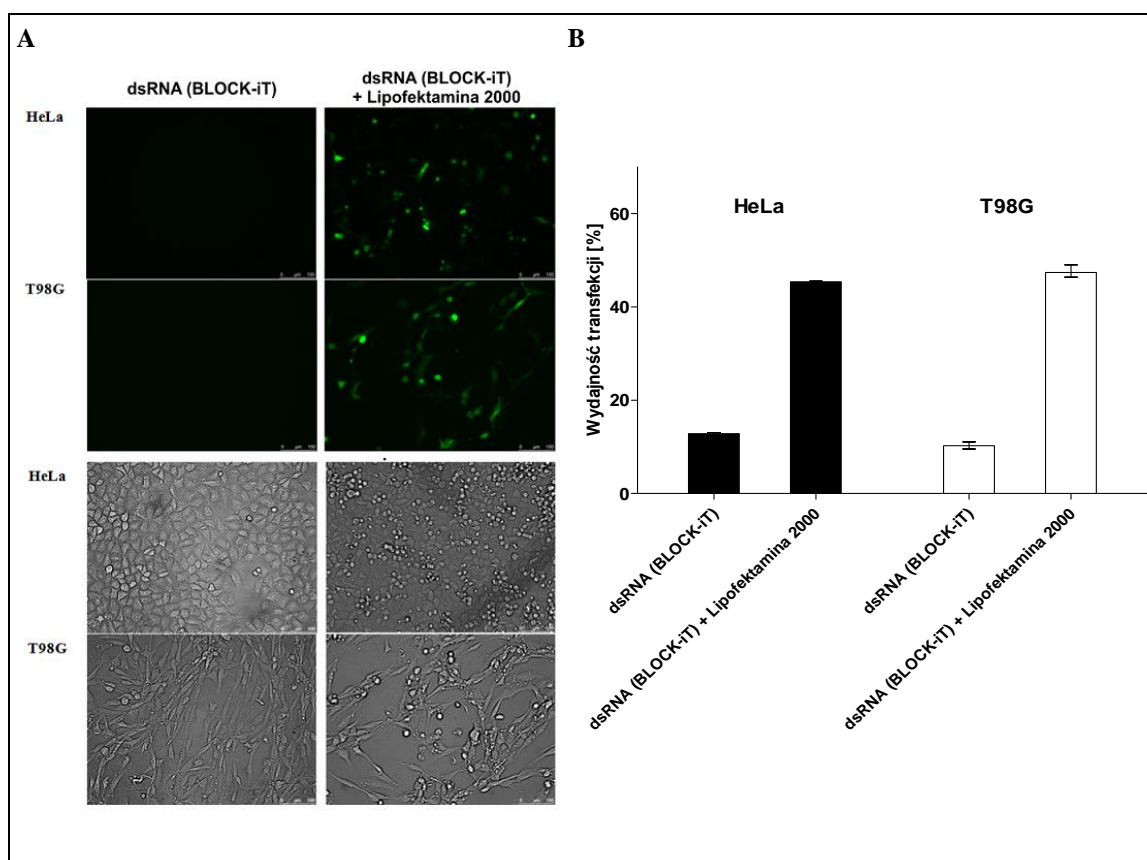 A
dsRNA (BLOCK-iT)
dsRNA (BLOCK-iT)
+ Lipofektamina 2000
HeLa
T98G
HeLa
T98G
B
Wydajność transfekcji [%]
60
40
20
0
HeLa
T98G
dsRNA (BLOCK-iT)
dsRNA (BLOCK-iT) + Lipofektamina 2000
dsRNA (BLOCK-iT)
dsRNA (BLOCK-iT) + Lipofektamina 2000